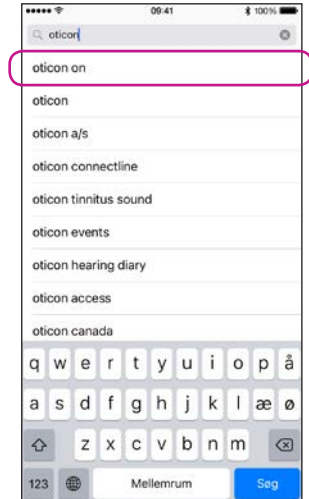 09:41 100%
oticon
oticon on
oticon
oticon a/s
oticon connectline
oticon tinnitus sound
oticon events
oticon hearing diary
oticon access
oticon canada
q w e r t y u i o p å
a s d f g h j k l æ ø
z x c v b n m
123 Mellemrum Søg